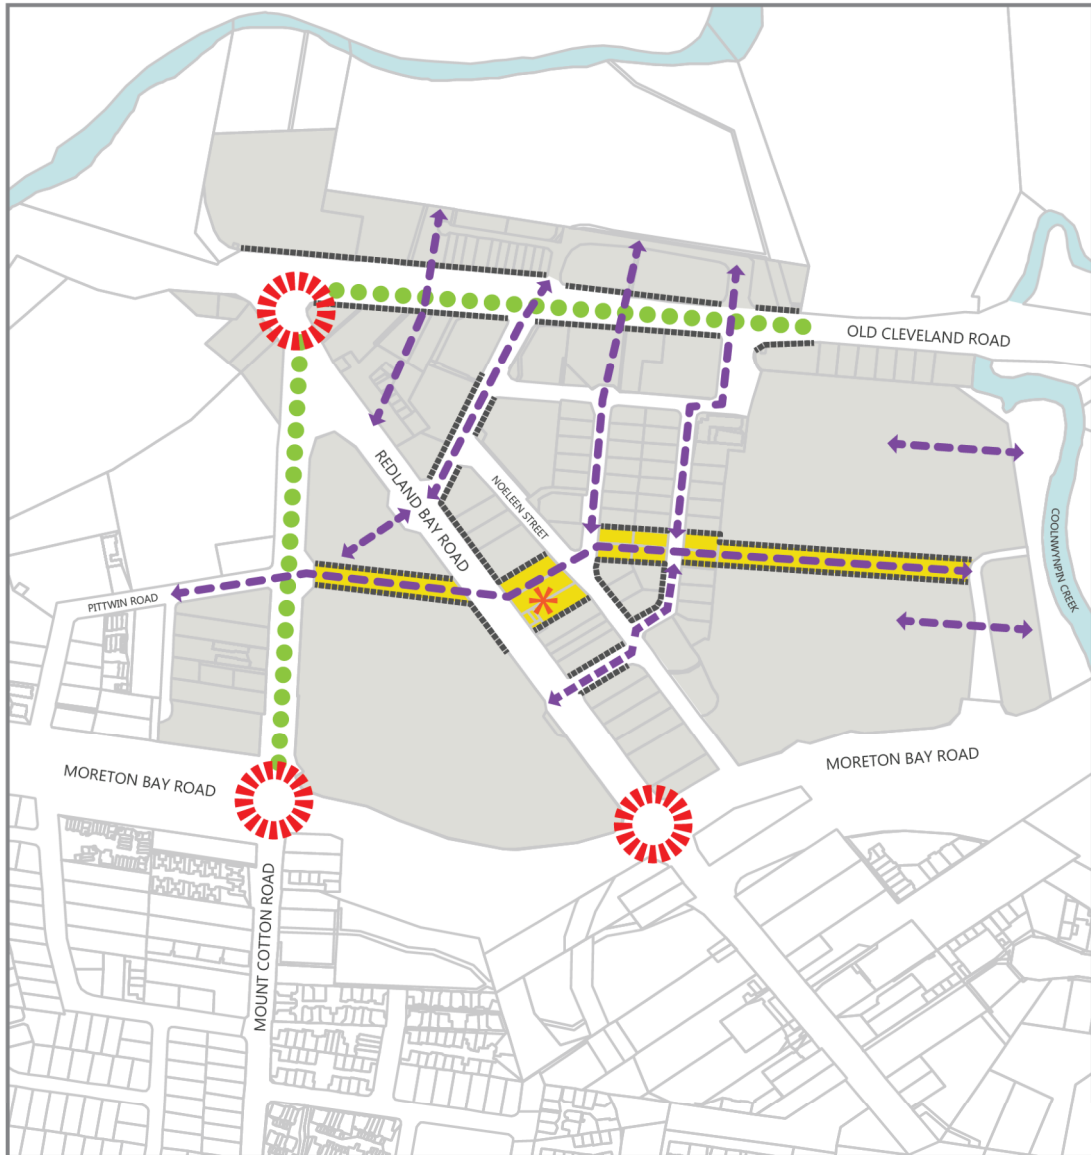 OLD CLEVELAND ROAD
REDLAND BAY ROAD
NOELEEN STREET
COOLNWYNPIN CREEK
PITTWIN ROAD
MORETON BAY ROAD
MORETON BAY ROAD
MOUNT COTTON ROAD